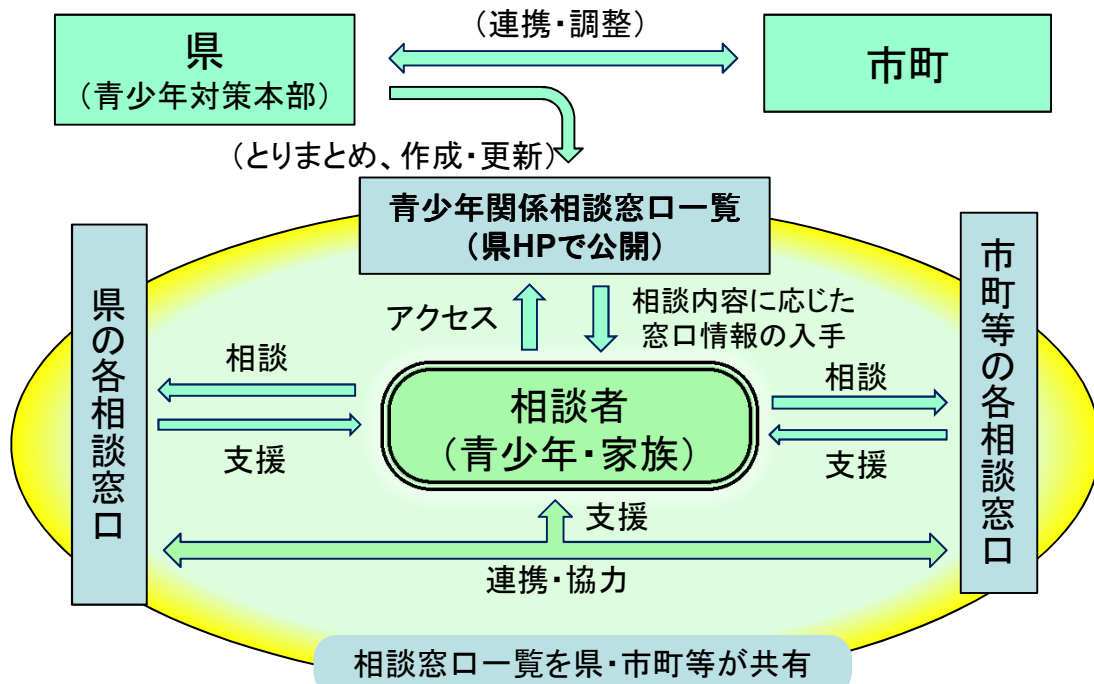 県
（青少年対策本部）
（連携・調整）
市町
（とりまとめ、作成・更新）
青少年関係相談窓口一覧
（県HPで公開）
県の各相談窓口
市町等の各相談窓口
アクセス
相談内容に応じた
窓口情報の入手
相談
支援
相談者
（青少年・家族）
相談
支援
支援
連携・協力
相談窓口一覧を県・市町等が共有